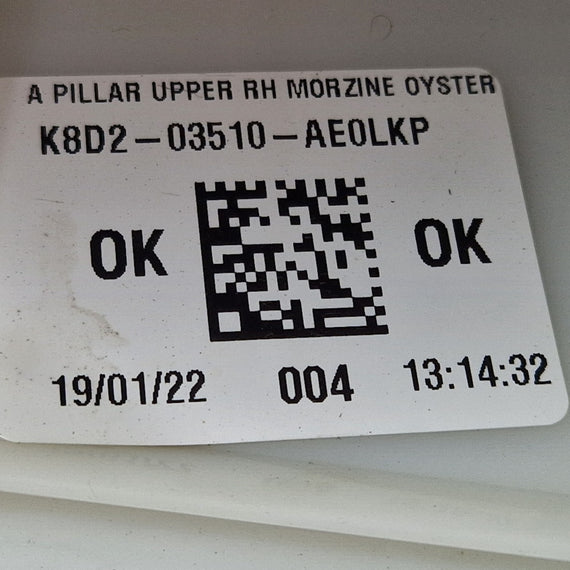 A PILLAR UPPER RH MORZINE OYSTER
K8D2-03510-AE0LKP
OK OK
19/01/22 004 13:14:32